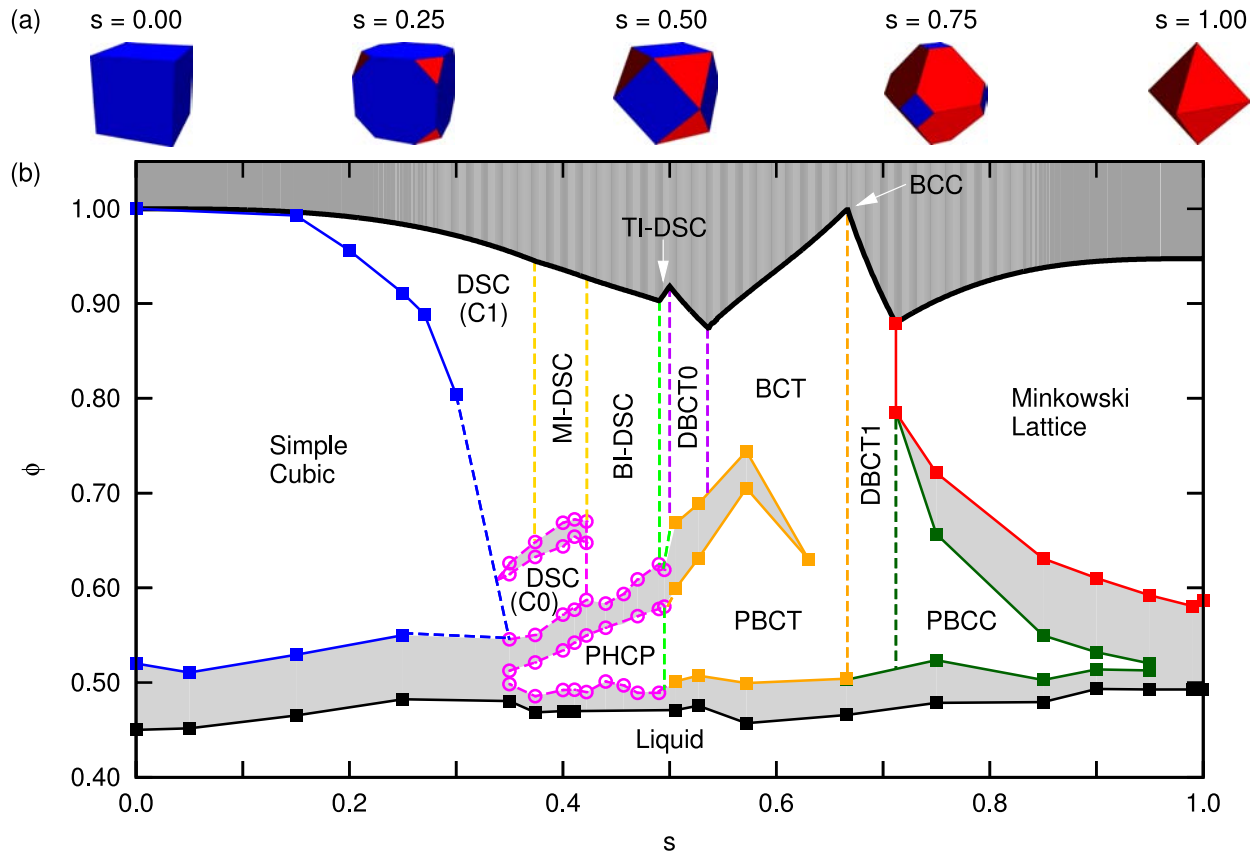 (a)
s = 0.00
s = 0.25
s = 0.50
s = 0.75
s = 1.00
(b)
BCC
TI-DSC
1.00
0.90
0.80
0.70
0.60
0.50
0.40
ϕ
DSC
(C1)
MI-DSC
BI-DSC
DBCT0
BCT
DBCT1
Minkowski
Lattice
Simple
Cubic
DSC
(C0)
PHCP
PBCT
PBCC
Liquid
0.0
0.2
0.4
0.6
0.8
1.0
s